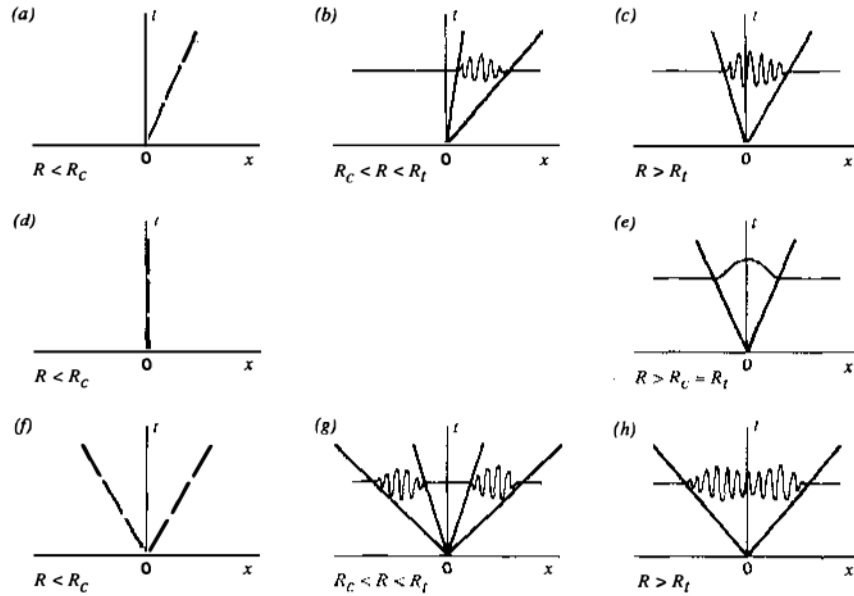 (a)
t
0
x
R < R_C
(b)
t
0
x
R_C < R < R_t
(c)
t
0
x
R > R_t
(d)
t
0
x
R < R_C
(e)
t
0
x
R > R_C = R_t
(f)
t
0
x
R < R_C
(g)
t
0
x
R_C < R < R_t
(h)
t
0
x
R > R_t